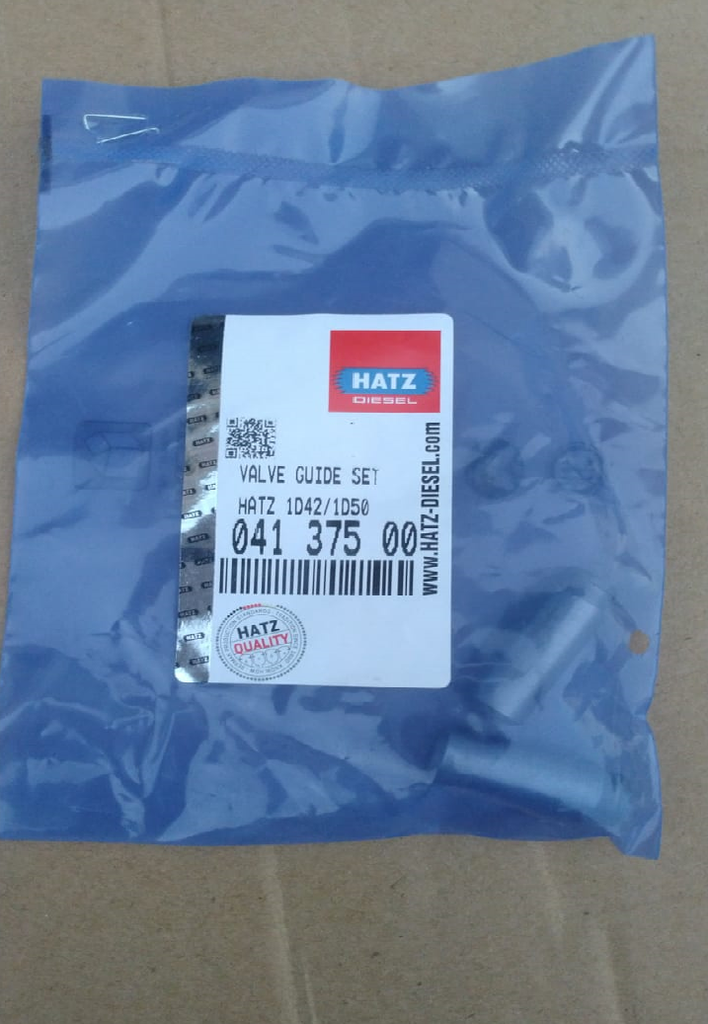 HATZ
DIESEL
VALVE GUIDE SET
HATZ 1D42/1D50
041 375 00
www.HATZ-DIESEL.com
HATZ
QUALITY